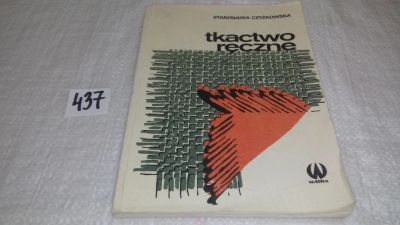 STANISŁAWA CZYŻKOWSKA
tkactwo
ręczne
437
watra